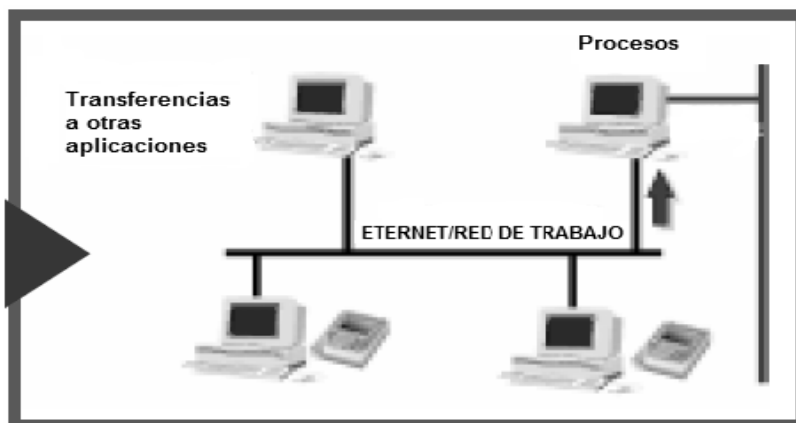 Procesos
Transferencias
a otras
aplicaciones
ETERNET/RED DE TRABAJO